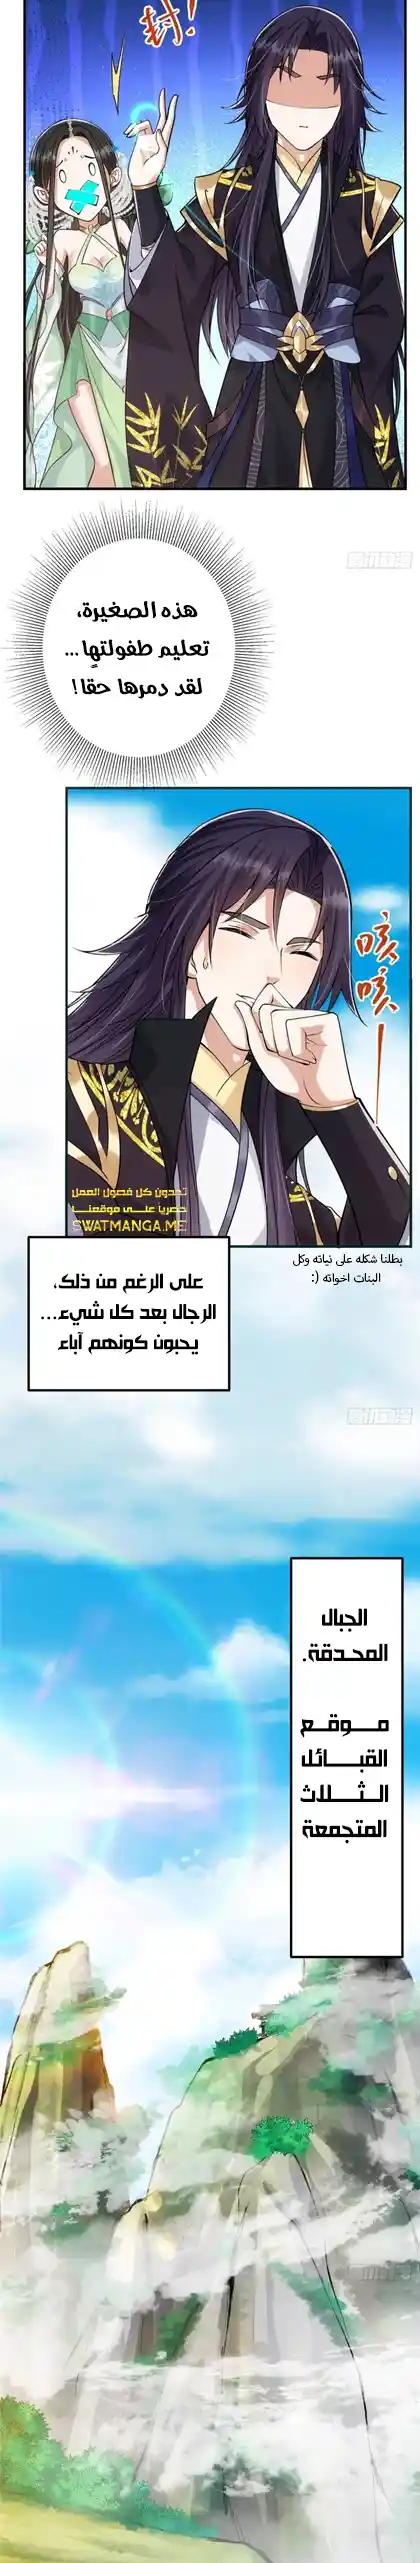 封!
هذه الصغيرة،
تعليم طفولتها...
لقد دمرها حقًا!
咳
咳
تجدون كل فصول العمل
حصرياً على موقعنا
SWATMANGA.ME
بطلنا شكله على نياته وكل
البنات اخواته (:
على الرغم من ذلك،
الرجال بعد كل شيء...
يحبون كونهم آباء
الجبال
المحدقة.
موقع
القبائل
الثلاث
المتجمعة